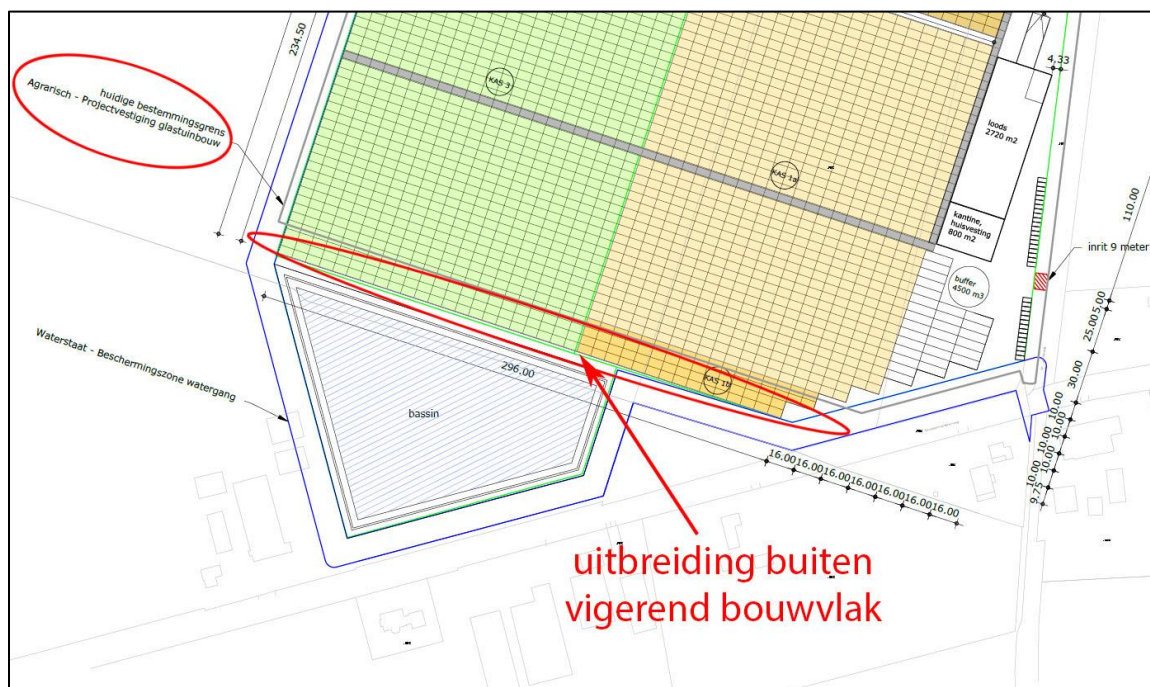 234.50
huidige bestemmingsgrens
Agrarisch - Projectvestiging glastuinbouw
KAS 3
KAS 1a
4,33
loods
2720 m2
kantine,
huisvesting
800 m2
110.00
inrit 9 meter
buffer
4500 m3
5,00
25.00
30.00
Waterstaat - Beschermingszone watergang
296.00
KAS 1b
bassin
10.00
10.00
10.00
10.00
10.00
9.75
16.00
16.00
16.00
16.00
16.00
16.00
16.00
uitbreiding buiten
vigerend bouwvlak